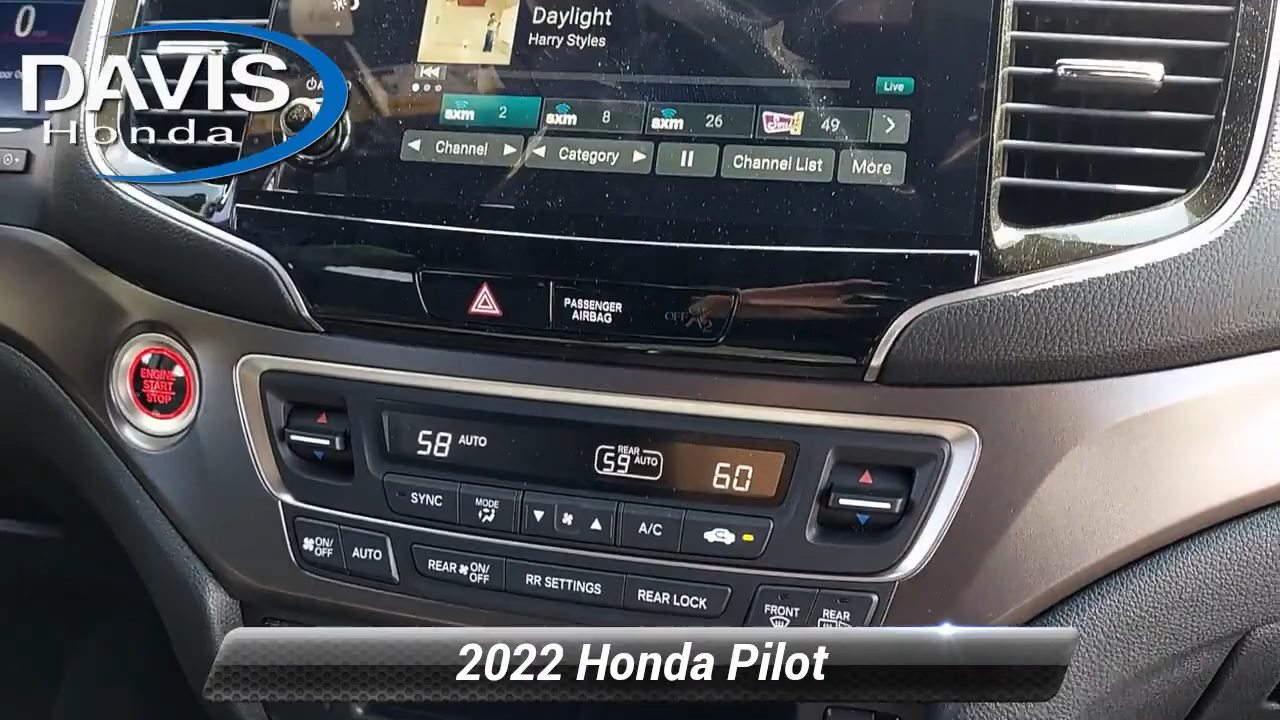 0
Daylight
Harry Styles
DAVIS
Honda
Live
sxm 2
sxm 8
sxm 26
49
Channel
Category
Channel List
More
PASSENGER
AIRBAG
OFF
2
ENGINE
START
STOP
58 AUTO
REAR
59 AUTO
60
SYNC
MODE
A/C
ON/
OFF
AUTO
REAR ON/
OFF
RR SETTINGS
REAR LOCK
FRONT
REAR
2022 Honda Pilot